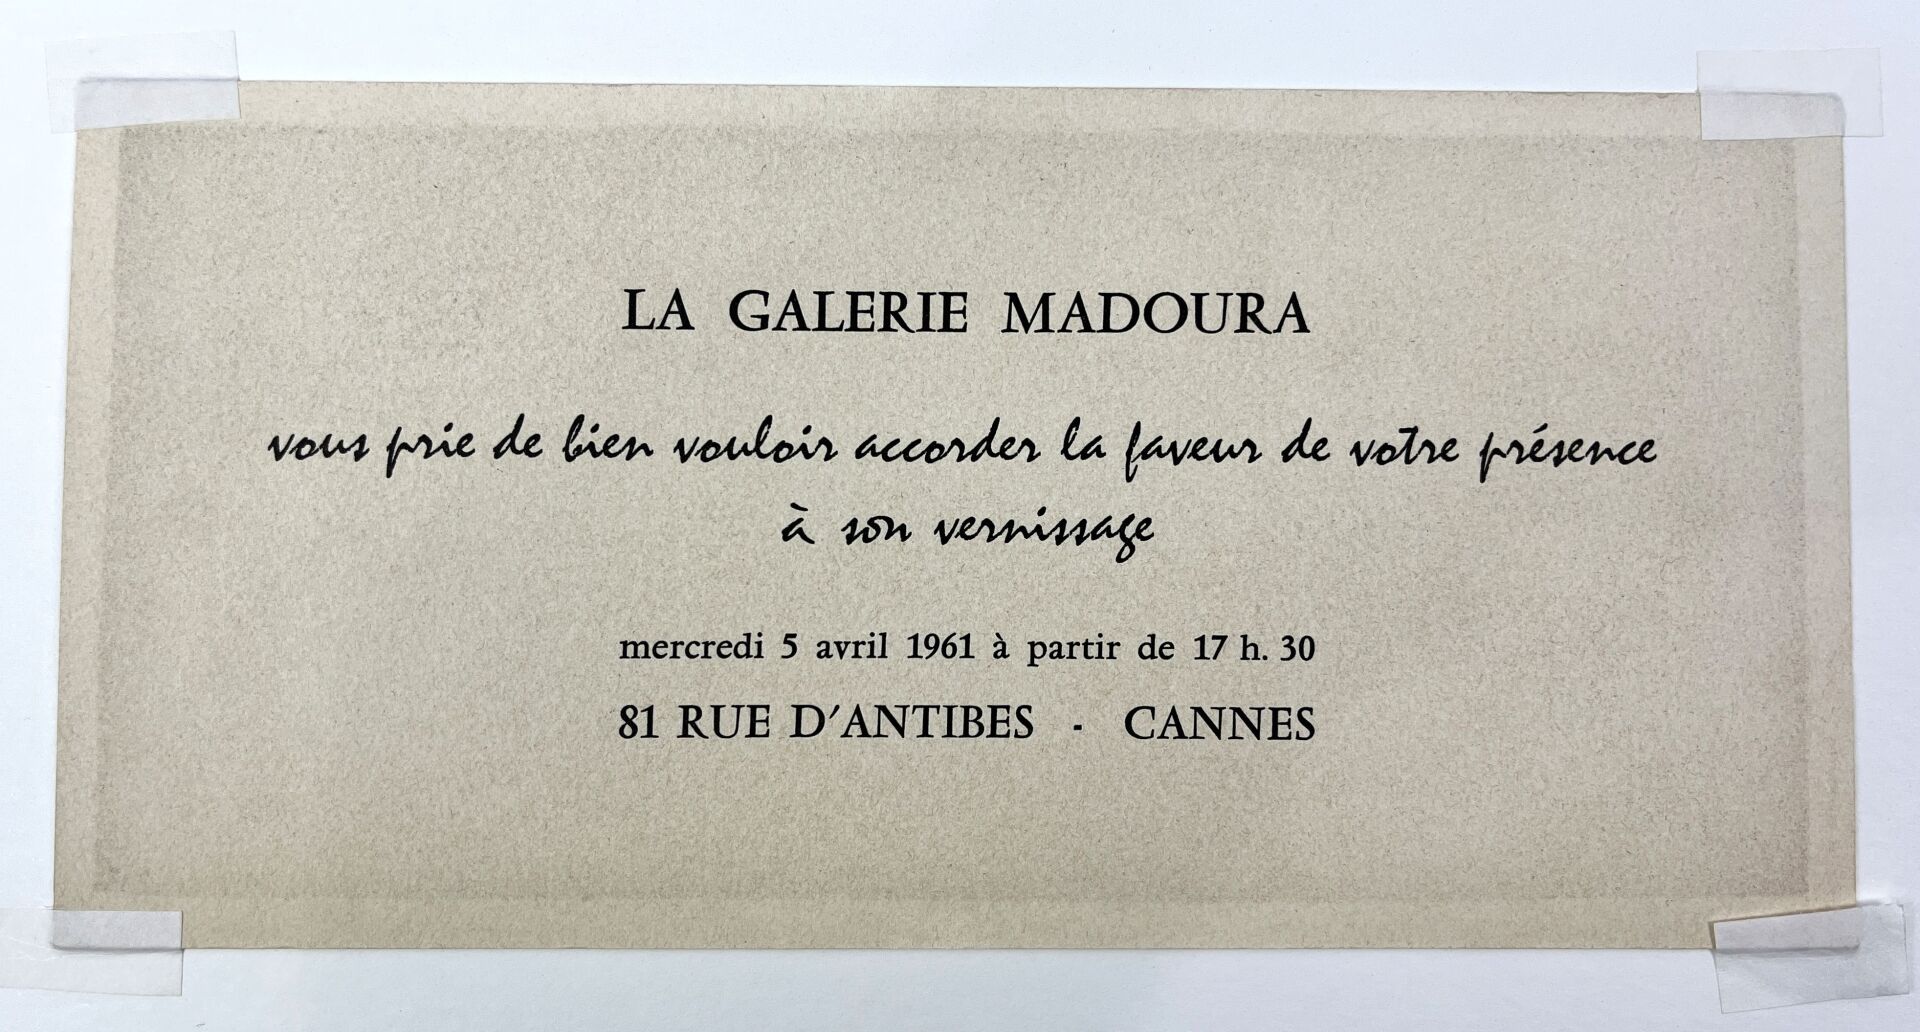 LA GALERIE MADOURA
vous prie de bien vouloir accorder la faveur de votre présence
à son vernissage
mercredi 5 avril 1961 à partir de 17 h. 30
81 RUE D'ANTIBES - CANNES